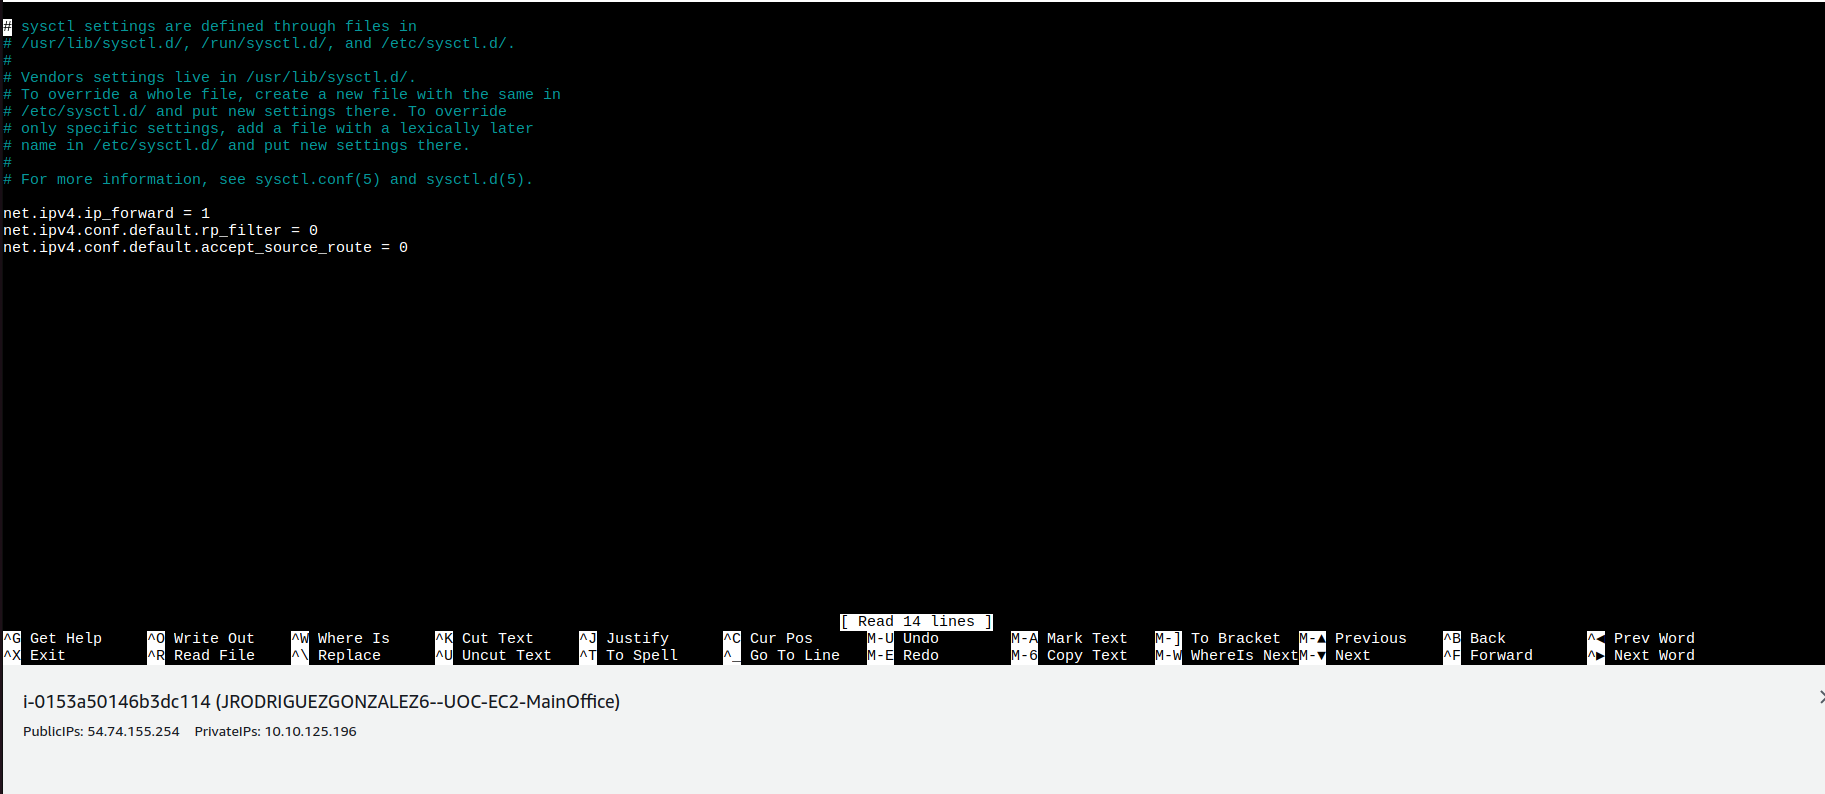 # sysctl settings are defined through files in
# /usr/lib/sysctl.d/, /run/sysctl.d/, and /etc/sysctl.d/.
#
# Vendors settings live in /usr/lib/sysctl.d/.
# To override a whole file, create a new file with the same in
# /etc/sysctl.d/ and put new settings there. To override
# only specific settings, add a file with a lexically later
# name in /etc/sysctl.d/ and put new settings there.
#
# For more information, see sysctl.conf(5) and sysctl.d(5).
net.ipv4.ip_forward = 1
net.ipv4.conf.default.rp_filter = 0
net.ipv4.conf.default.accept_source_route = 0
[ Read 14 lines ]
^G Get Help ^O Write Out ^W Where Is ^K Cut Text ^J Justify ^C Cur Pos M-U Undo M-A Mark Text M-] To Bracket M-▲ Previous ^B Back ^◀ Prev Word
^X Exit ^R Read File ^\ Replace ^U Uncut Text ^T To Spell ^_ Go To Line M-E Redo M-6 Copy Text M-W WhereIs Next M-▼ Next ^F Forward ^▶ Next Word
i-0153a50146b3dc114 (JRODRIGUEZGONZALEZ6--UOC-EC2-MainOffice)
PublicIPs: 54.74.155.254 PrivateIPs: 10.10.125.196